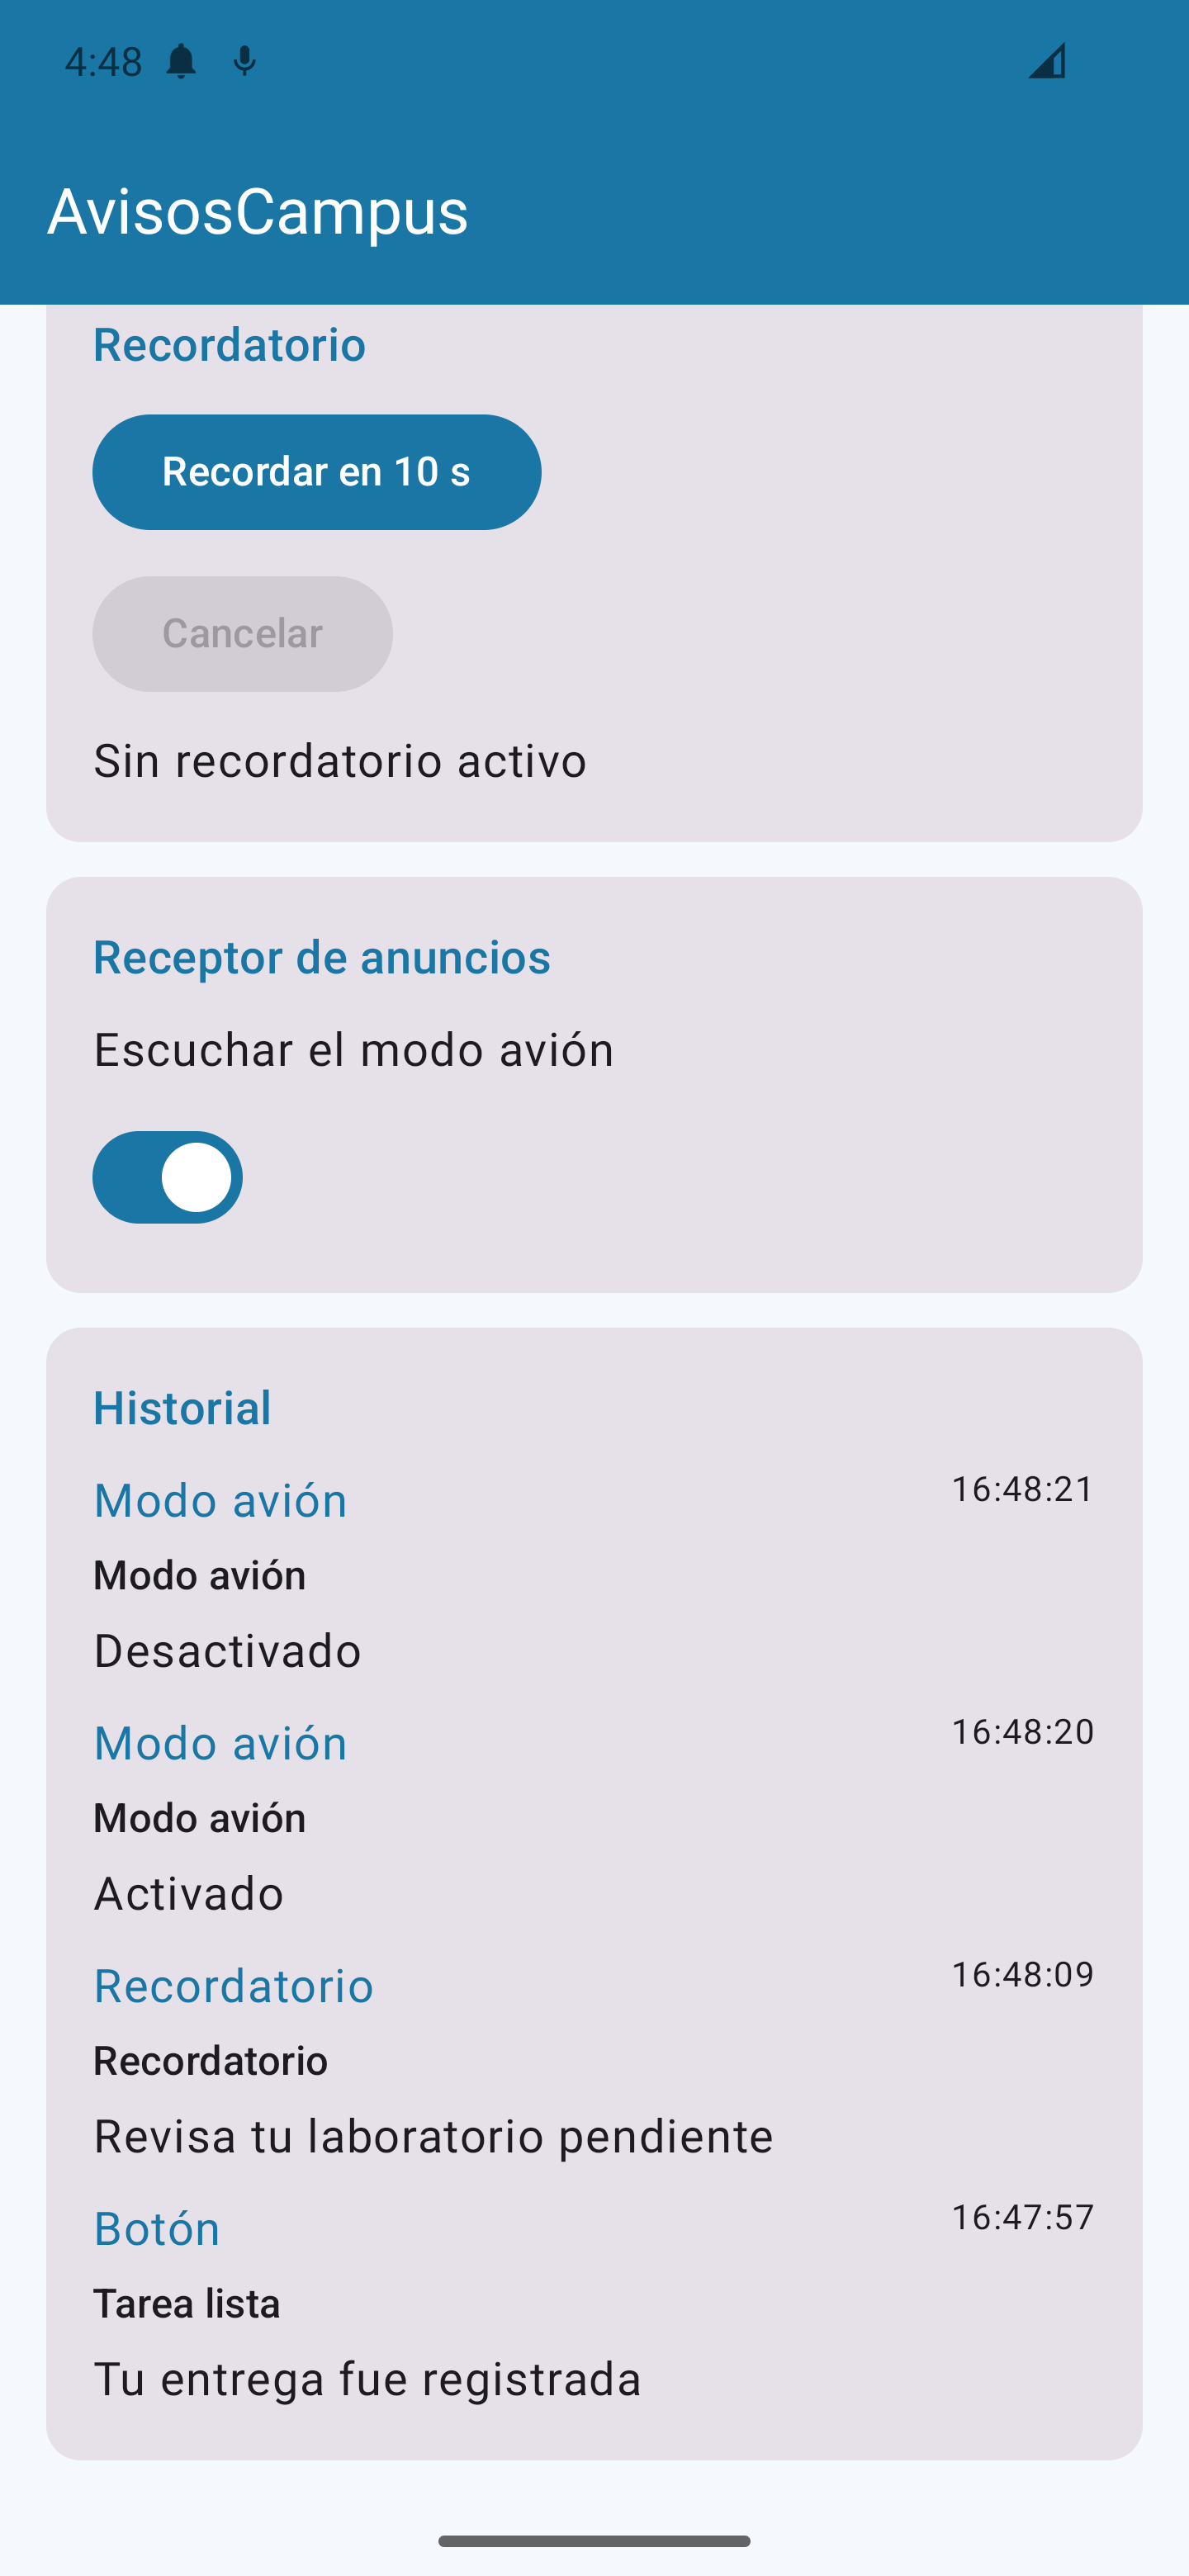 4:48
AvisosCampus
Recordatorio
Recordar en 10 s
Cancelar
Sin recordatorio activo
Receptor de anuncios
Escuchar el modo avión
Historial
Modo avión 16:48:21
Modo avión
Desactivado
Modo avión 16:48:20
Modo avión
Activado
Recordatorio 16:48:09
Recordatorio
Revisa tu laboratorio pendiente
Botón 16:47:57
Tarea lista
Tu entrega fue registrada